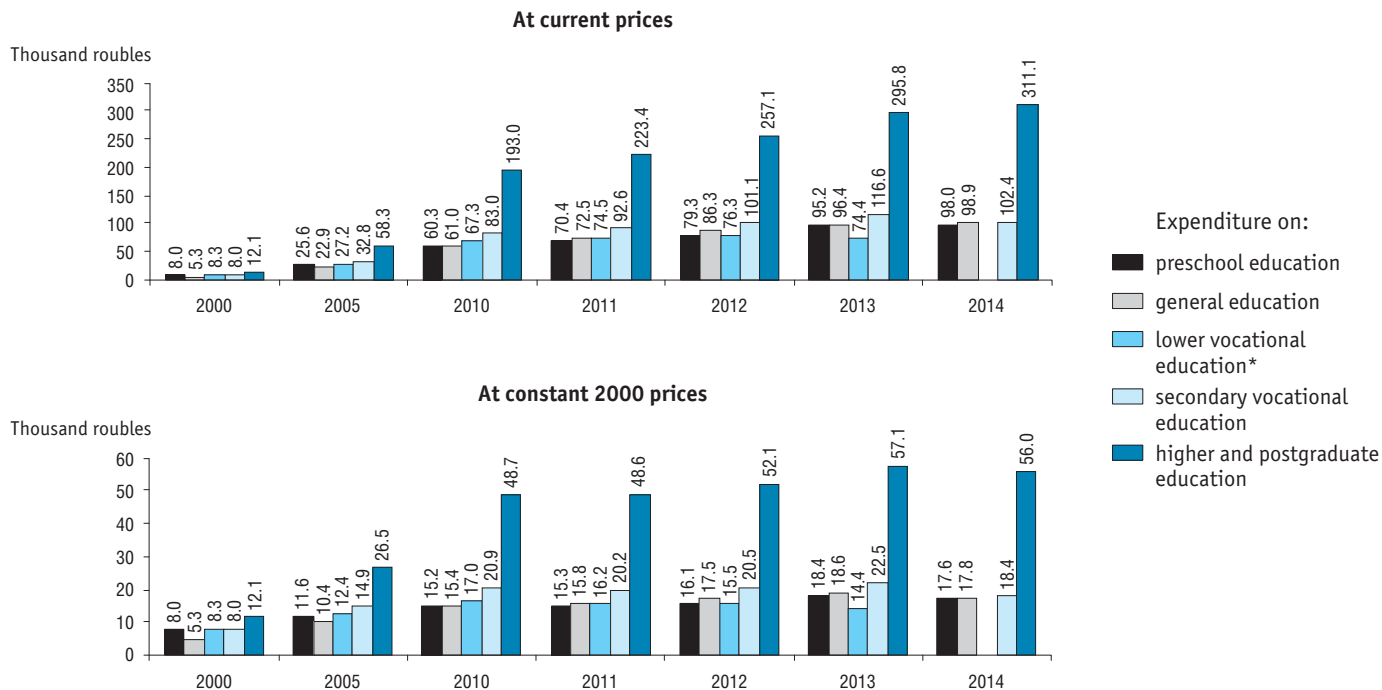 At current prices
Thousand roubles
350
300
250
200
150
100
50
0
8.0 5.3 8.3 8.0 12.1
25.6 22.9 27.2 32.8 58.3
60.3 61.0 67.3 83.0 193.0
70.4 72.5 74.5 92.6 223.4
79.3 86.3 76.3 101.1 257.1
95.2 96.4 74.4 116.6 295.8
98.0 98.9 102.4 311.1
2000 2005 2010 2011 2012 2013 2014
At constant 2000 prices
Thousand roubles
60
50
40
30
20
10
0
8.0 5.3 8.3 8.0 12.1
11.6 10.4 12.4 14.9 26.5
15.2 15.4 17.0 20.9 48.7
15.3 15.8 16.2 20.2 48.6
16.1 17.5 15.5 20.5 52.1
18.4 18.6 14.4 22.5 57.1
17.6 17.8 18.4 56.0
2000 2005 2010 2011 2012 2013 2014
Expenditure on:
preschool education
general education
lower vocational
education*
secondary vocational
education
higher and postgraduate
education